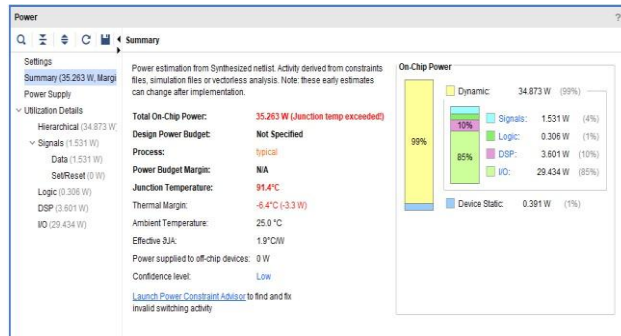 Power
?
Summary
Settings
Summary (35.263 W, Margi
Power Supply
Utilization Details
Hierarchical (34.873 W)
Signals (1.531 W)
Data (1.531 W)
Set/Reset (0 W)
Logic (0.306 W)
DSP (3.601 W)
I/O (29.434 W)
Power estimation from Synthesized netlist. Activity derived from constraints
files, simulation files or vectorless analysis. Note: these early estimates
can change after implementation.
Total On-Chip Power: 35.263 W (Junction temp exceeded!)
Design Power Budget: Not Specified
Process: typical
Power Budget Margin: N/A
Junction Temperature: 91.4°C
Thermal Margin: -6.4°C (-3.3 W)
Ambient Temperature: 25.0 °C
Effective ϑJA: 1.9°C/W
Power supplied to off-chip devices: 0 W
Confidence level: Low
Launch Power Constraint Advisor to find and fix
invalid switching activity
On-Chip Power
99%
Dynamic: 34.873 W (99%)
10%
85%
Signals: 1.531 W (4%)
Logic: 0.306 W (1%)
DSP: 3.601 W (10%)
I/O: 29.434 W (85%)
Device Static: 0.391 W (1%)